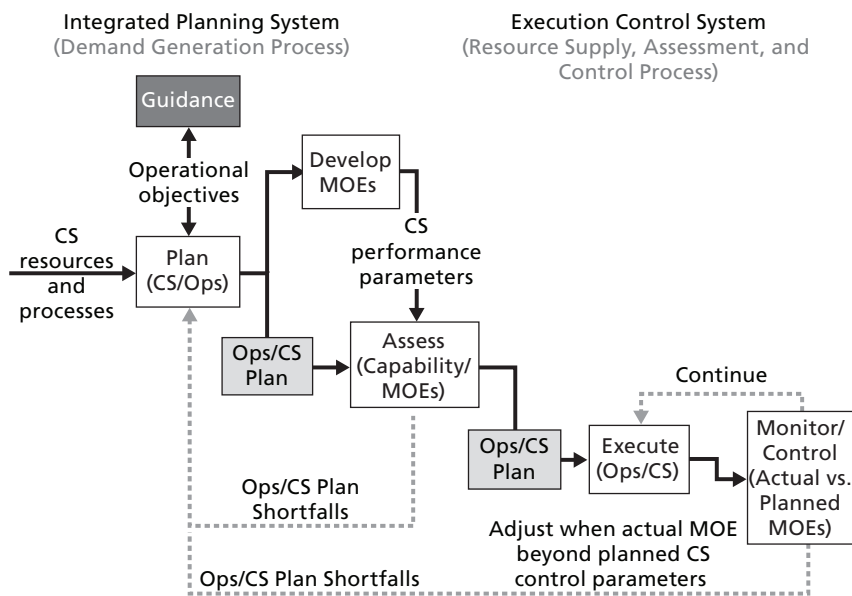 Integrated Planning System
(Demand Generation Process)
Execution Control System
(Resource Supply, Assessment, and
Control Process)
Guidance
Operational
objectives
Develop
MOEs
CS
resources
and
processes
Plan
(CS/Ops)
CS
performance
parameters
Ops/CS
Plan
Assess
(Capability/
MOEs)
Continue
Ops/CS
Plan
Execute
(Ops/CS)
Monitor/
Control
(Actual vs.
Planned
MOEs)
Ops/CS Plan
Shortfalls
Adjust when actual MOE
beyond planned CS
control parameters
Ops/CS Plan Shortfalls